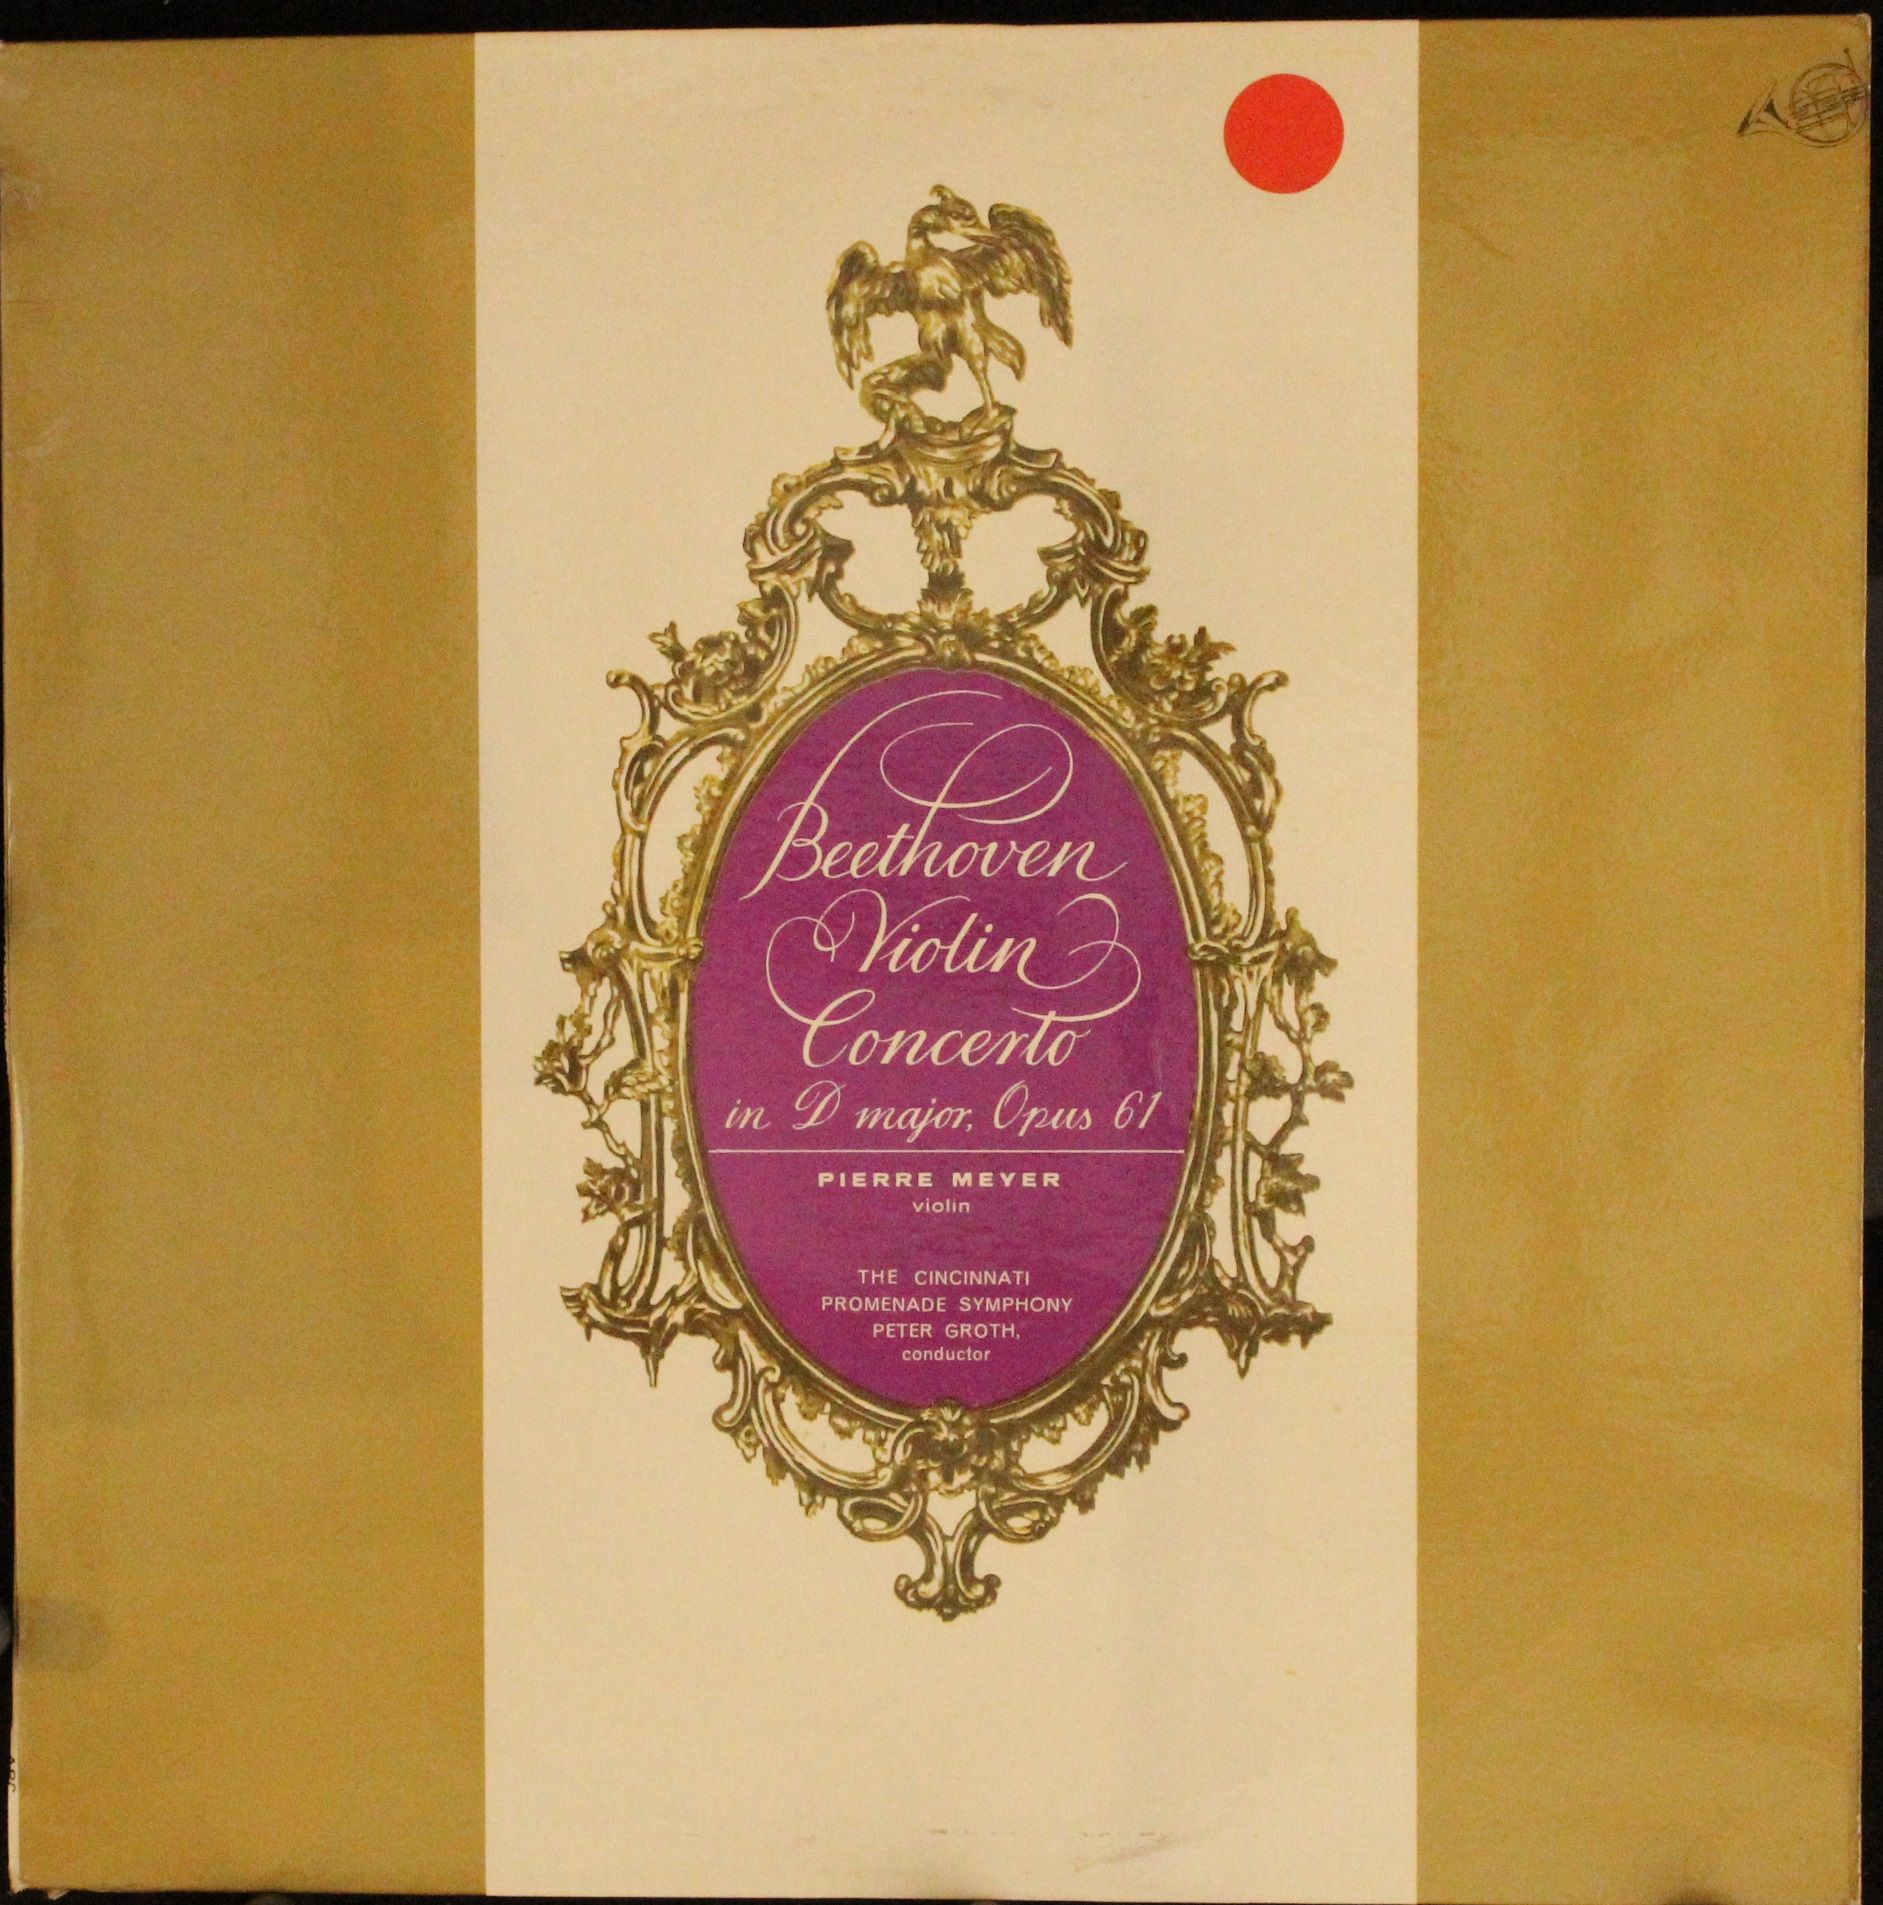 Beethoven
Violin
Concerto
in D major, Opus 61
PIERRE MEYER
violin
THE CINCINNATI
PROMENADE SYMPHONY
PETER GROTH,
conductor